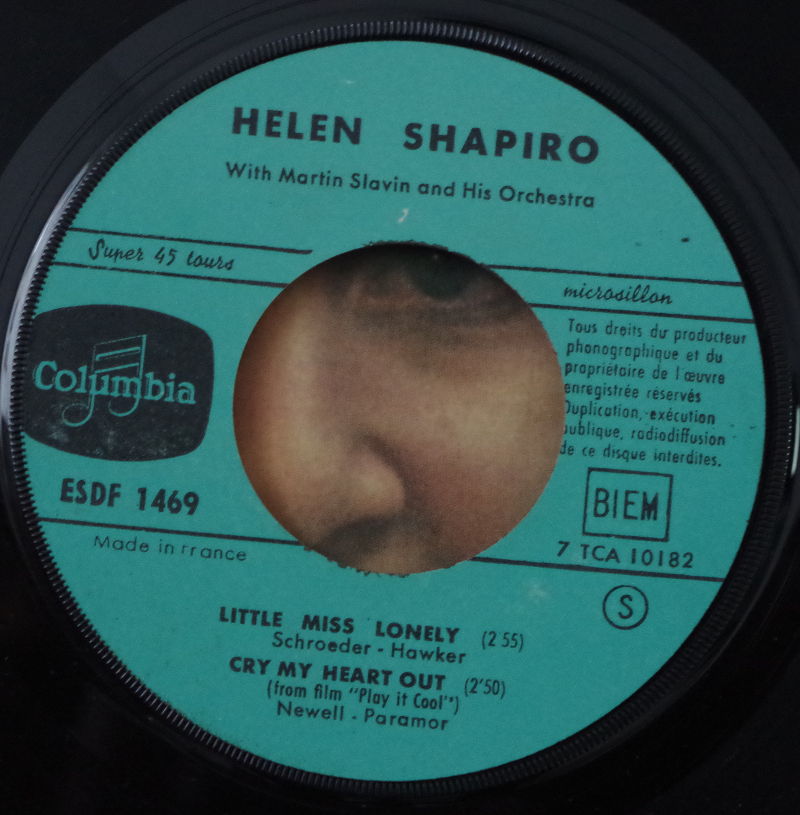 HELEN SHAPIRO
With Martin Slavin and His Orchestra
Super 45 tours
microsillon
Columbia
Tous droits du producteur
phonographique et du
propriétaire de l'œuvre
enregistrée réservés
Duplication, exécution
publique, radiodiffusion
de ce disque interdites.
ESDF 1469
BIEM
Made in France
7 TCA 10182
S
LITTLE MISS LONELY (2 55)
Schroeder - Hawker
CRY MY HEART OUT (2'50)
(from film "Play it Cool")
Newell - Paramor